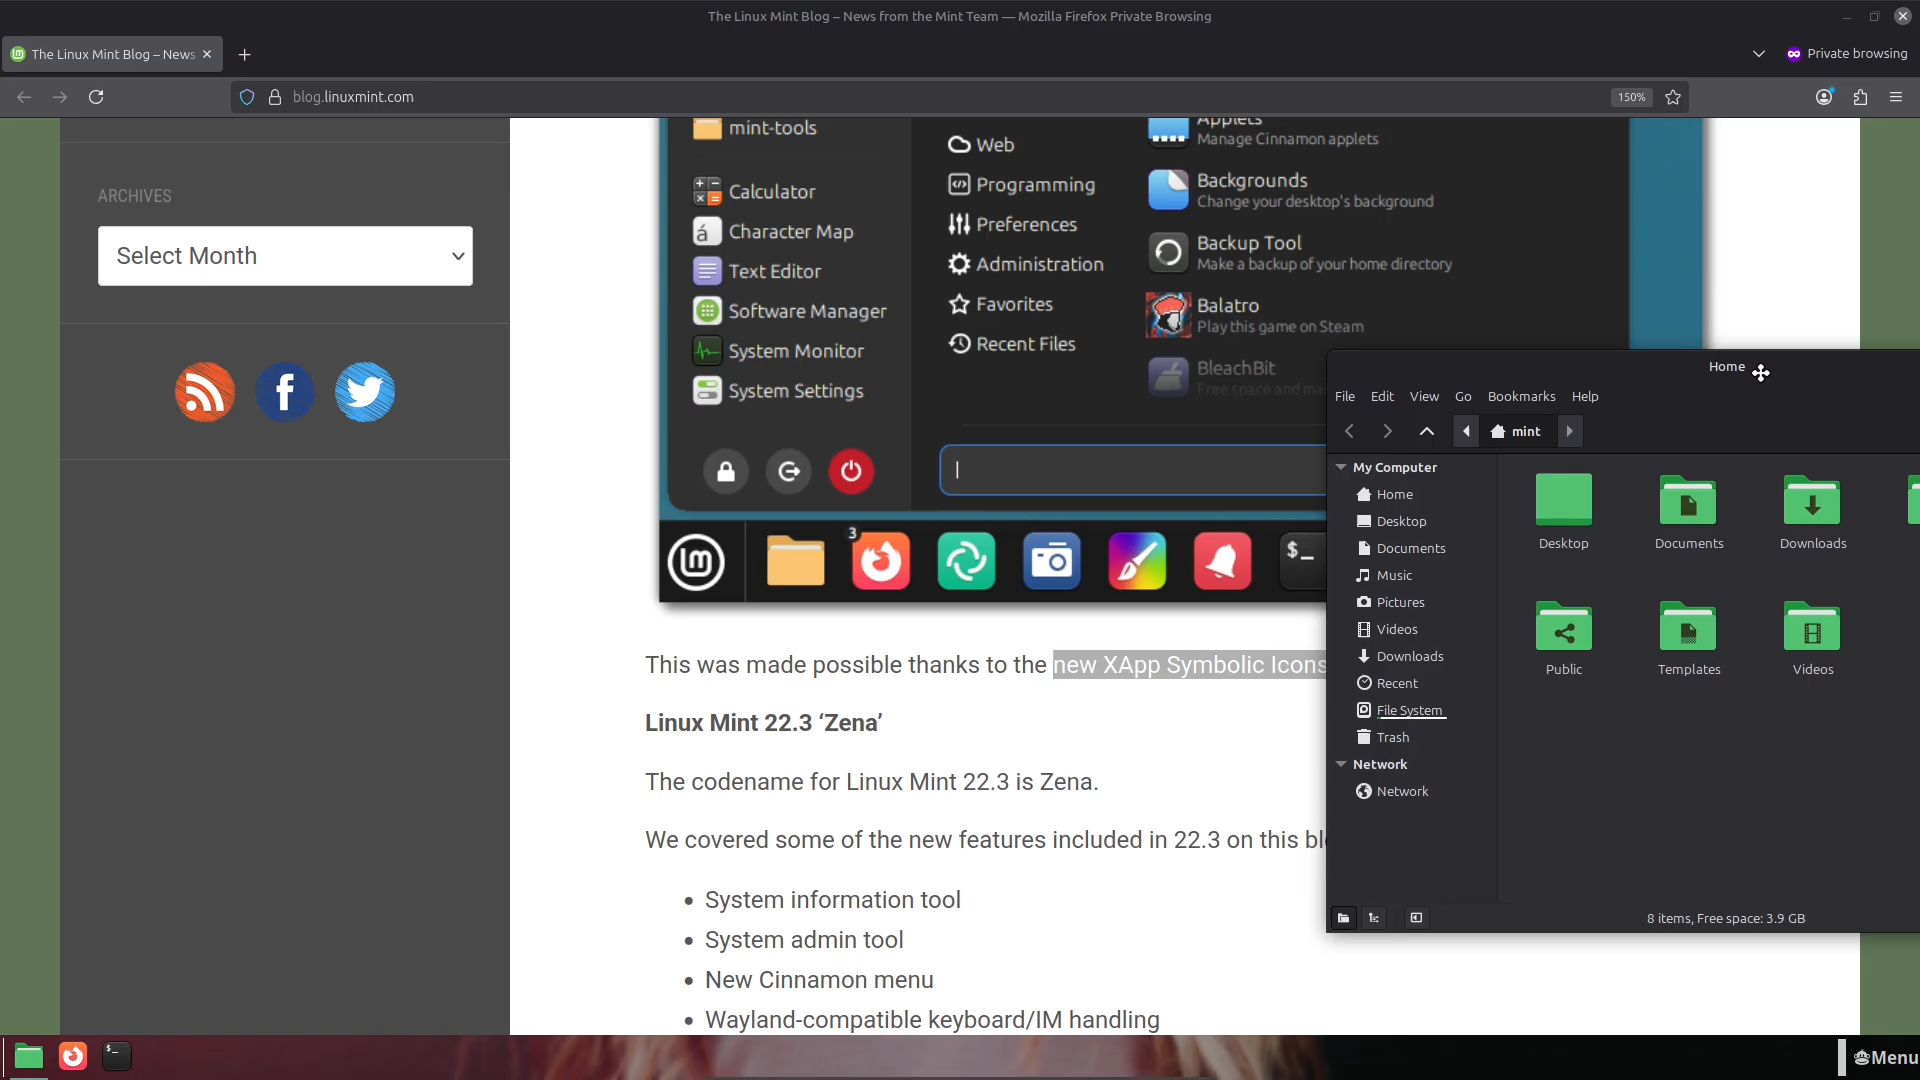 The Linux Mint Blog – News from the Mint Team — Mozilla Firefox Private Browsing
The Linux Mint Blog – News
Private browsing
blog.linuxmint.com
150%
ARCHIVES
Select Month
mint-tools
Calculator
Character Map
Text Editor
Software Manager
System Monitor
System Settings
Web
Programming
Preferences
Administration
Favorites
Recent Files
Applets
Manage Cinnamon applets
Backgrounds
Change your desktop's background
Backup Tool
Make a backup of your home directory
Balatro
Play this game on Steam
BleachBit
Free space and ma
3
$_
This was made possible thanks to the new XApp Symbolic Icons
Linux Mint 22.3 ‘Zena’
The codename for Linux Mint 22.3 is Zena.
We covered some of the new features included in 22.3 on this bl
• System information tool
• System admin tool
• New Cinnamon menu
• Wayland-compatible keyboard/IM handling
Home
File Edit View Go Bookmarks Help
mint
My Computer
Home
Desktop
Documents
Music
Pictures
Videos
Downloads
Recent
File System
Trash
Network
Network
Desktop
Documents
Downloads
Public
Templates
Videos
8 items, Free space: 3.9 GB
$_
Menu